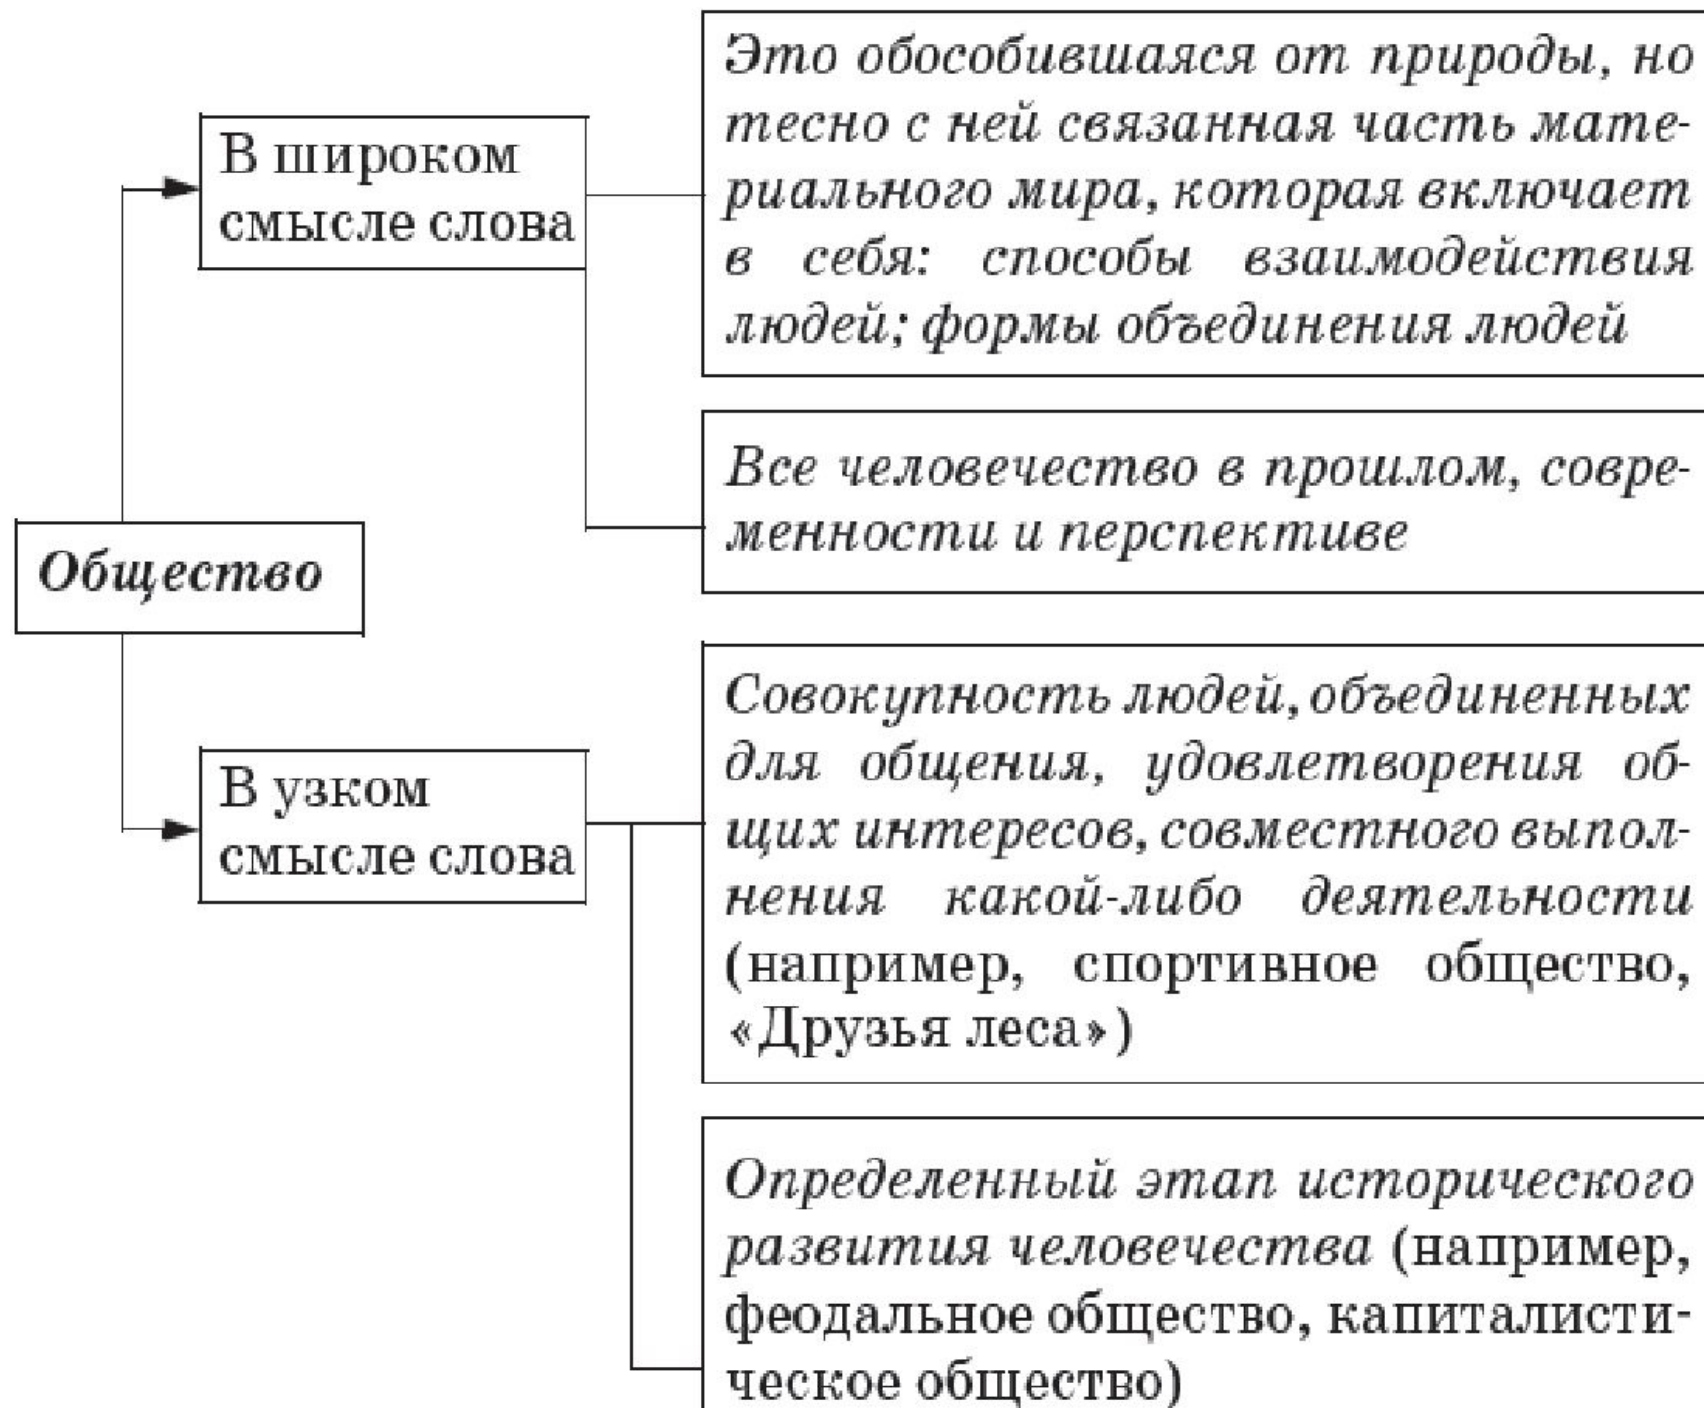 Общество
В широком
смысле слова
Это обособившаяся от природы, но
тесно с ней связанная часть мате-
риального мира, которая включает
в себя: способы взаимодействия
людей; формы объединения людей
Все человечество в прошлом, совре-
менности и перспективе
В узком
смысле слова
Совокупность людей, объединенных
для общения, удовлетворения об-
щих интересов, совместного выпол-
нения какой-либо деятельности
(например, спортивное общество,
«Друзья леса»)
Определенный этап исторического
развития человечества (например,
феодальное общество, капиталисти-
ческое общество)